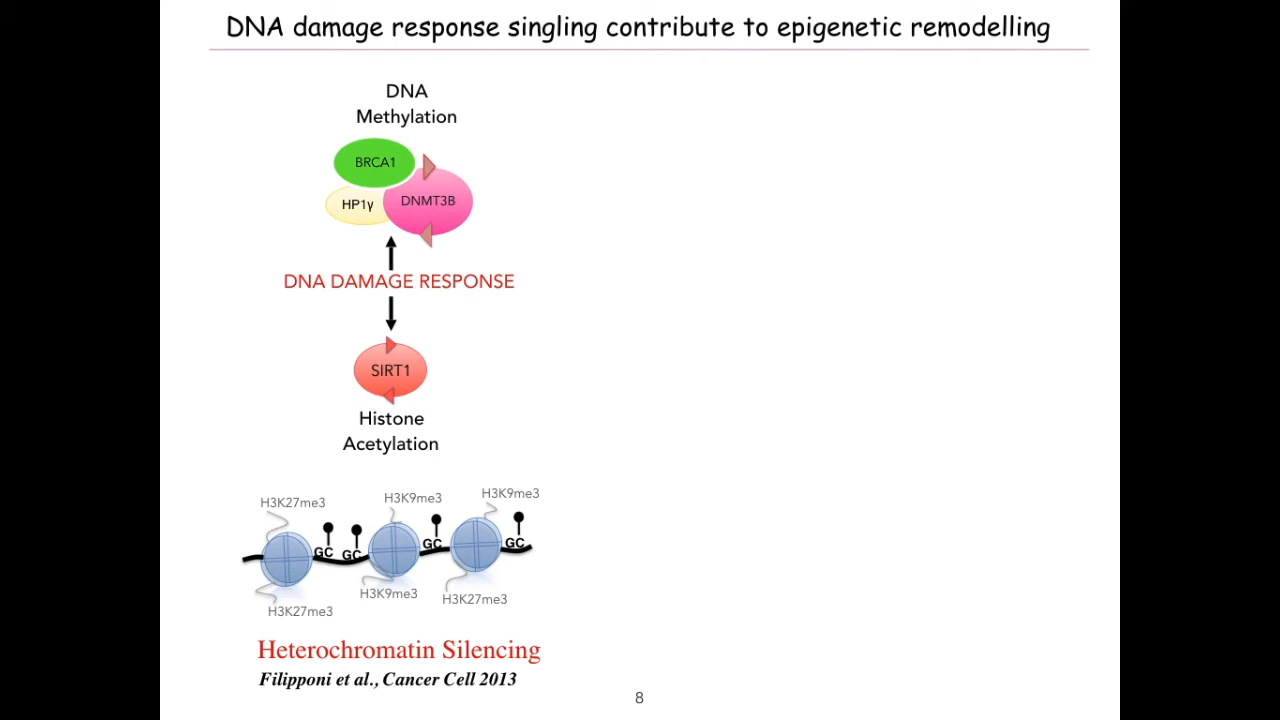 DNA damage response singling contribute to epigenetic remodelling
DNA
Methylation
BRCA1
HP1γ
DNMT3B
DNA DAMAGE RESPONSE
SIRT1
Histone
Acetylation
H3K27me3
H3K9me3
H3K9me3
GC
GC
GC
GC
H3K9me3
H3K27me3
H3K27me3
Heterochromatin Silencing
Filipponi et al., Cancer Cell 2013
8